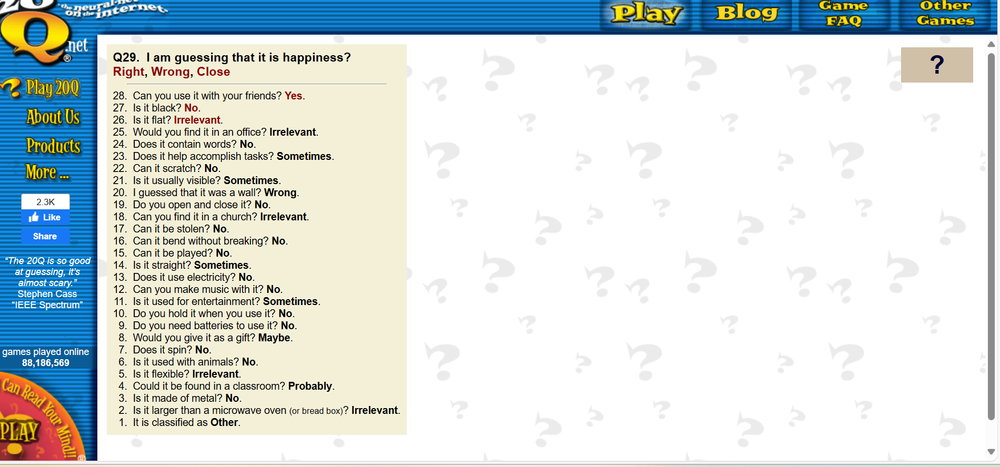 20
the neural-net
on the internet.
Q.net®
Play
Blog
Game
FAQ
Other
Games
Play 20Q
About Us
Products
More ...
2.3K
Like
Share
“The 20Q is so good
at guessing, it’s
almost scary.”
Stephen Cass
“IEEE Spectrum”
games played online
88,186,569
Can Read Your Mind!!
PLAY
®
Q29. I am guessing that it is happiness?
Right, Wrong, Close
28. Can you use it with your friends? Yes.
27. Is it black? No.
26. Is it flat? Irrelevant.
25. Would you find it in an office? Irrelevant.
24. Does it contain words? No.
23. Does it help accomplish tasks? Sometimes.
22. Can it scratch? No.
21. Is it usually visible? Sometimes.
20. I guessed that it was a wall? Wrong.
19. Do you open and close it? No.
18. Can you find it in a church? Irrelevant.
17. Can it be stolen? No.
16. Can it bend without breaking? No.
15. Can it be played? No.
14. Is it straight? Sometimes.
13. Does it use electricity? No.
12. Can you make music with it? No.
11. Is it used for entertainment? Sometimes.
10. Do you hold it when you use it? No.
9. Do you need batteries to use it? No.
8. Would you give it as a gift? Maybe.
7. Does it spin? No.
6. Is it used with animals? No.
5. Is it flexible? Irrelevant.
4. Could it be found in a classroom? Probably.
3. Is it made of metal? No.
2. Is it larger than a microwave oven (or bread box)? Irrelevant.
1. It is classified as Other.
?